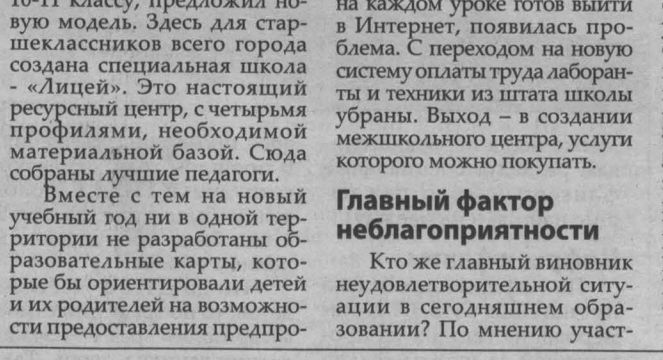 10-11 классу, предложил но-
вую модель. Здесь для стар-
шеклассников всего города
создана специальная школа
- «Лицей». Это настоящий
ресурсный центр, с четырьмя
профилями, необходимой
материальной базой. Сюда
собраны лучшие педагоги.
Вместе с тем на новый
учебный год ни в одной тер-
ритории не разработаны об-
разовательные карты, кото-
рые бы ориентировали детей
и их родителей на возможно-
сти предоставления предпро-
на каждом уроке готов выйти
в Интернет, появилась про-
блема. С переходом на новую
систему оплаты труда лаборан-
ты и техники из штата школы
убраны. Выход – в создании
межшкольного центра, услуги
которого можно покупать.
Главный фактор
неблагоприятности
Кто же главный виновник
неудовлетворительной ситу-
ации в сегодняшнем обра-
зовании? По мнению участ-